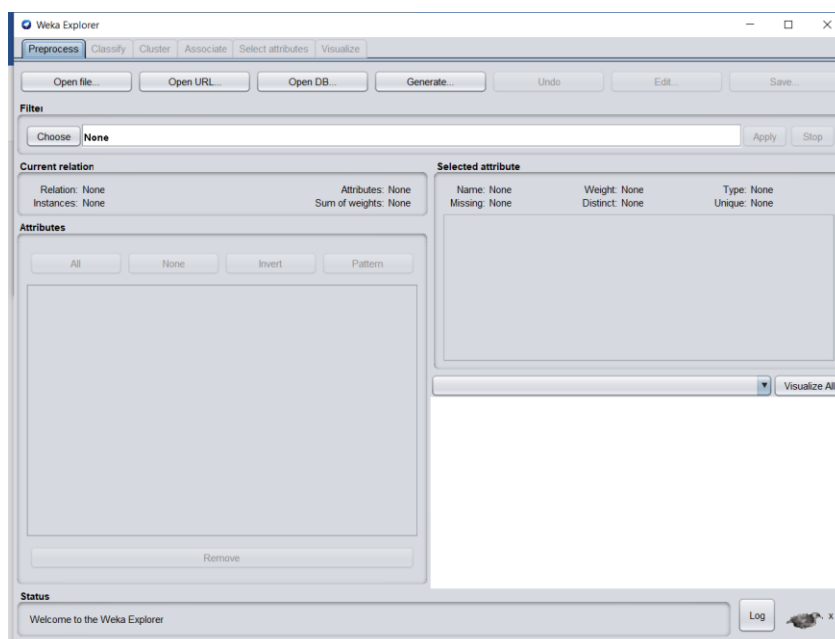 Weka Explorer
Preprocess Classify Cluster Associate Select attributes Visualize
Open file... Open URL... Open DB... Generate... Undo Edit... Save...
Filter
Choose None Apply Stop
Current relation
Relation: None Attributes: None
Instances: None Sum of weights: None
Selected attribute
Name: None Weight: None Type: None
Missing: None Distinct: None Unique: None
Attributes
All None Invert Pattern
Remove
Visualize All
Status
Welcome to the Weka Explorer
Log x